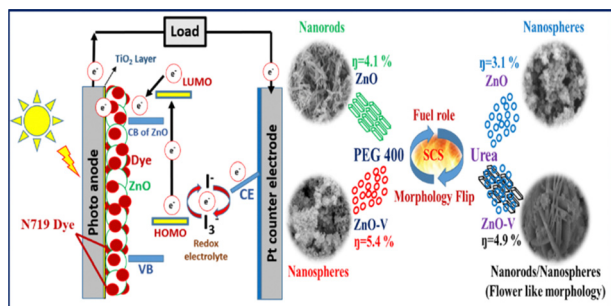 Load
e-
e-
TiO2 Layer
e-
e-
LUMO
e-
CB of ZnO
Dye
ZnO
e-
e-
I-
CE
e-
I-3
Redox
electrolyte
HOMO
VB
N719 Dye
Photo anode
Pt counter electrode
Nanorods
ŋ=4.1 %
ZnO
PEG 400
ZnO-V
ŋ=5.4 %
Nanospheres
Fuel role
SCS
Morphology Flip
Nanospheres
ŋ=3.1 %
ZnO
Urea
ZnO-V
ŋ=4.9 %
Nanorods/Nanospheres
(Flower like morphology)